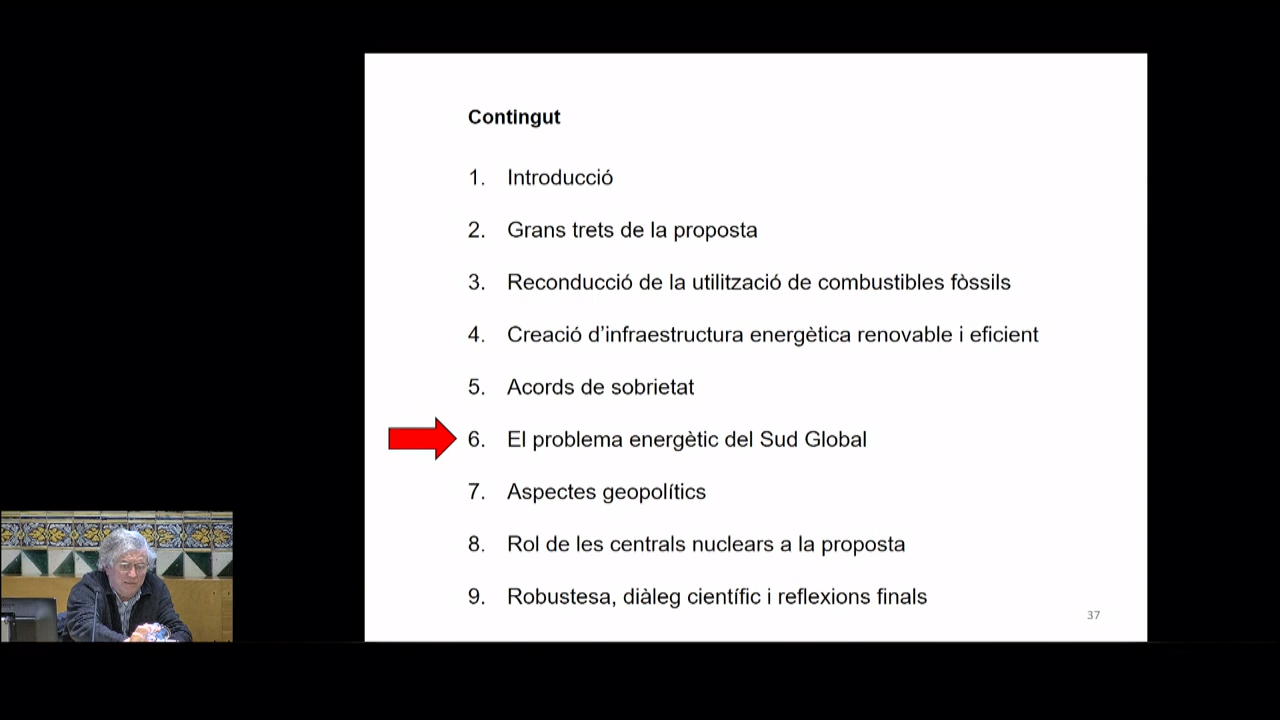 Contingut
1. Introducció
2. Grans trets de la proposta
3. Reconducció de la utilització de combustibles fòssils
4. Creació d’infraestructura energètica renovable i eficient
5. Acords de sobrietat
6. El problema energètic del Sud Global
7. Aspectes geopolítics
8. Rol de les centrals nuclears a la proposta
9. Robustesa, diàleg científic i reflexions finals
37